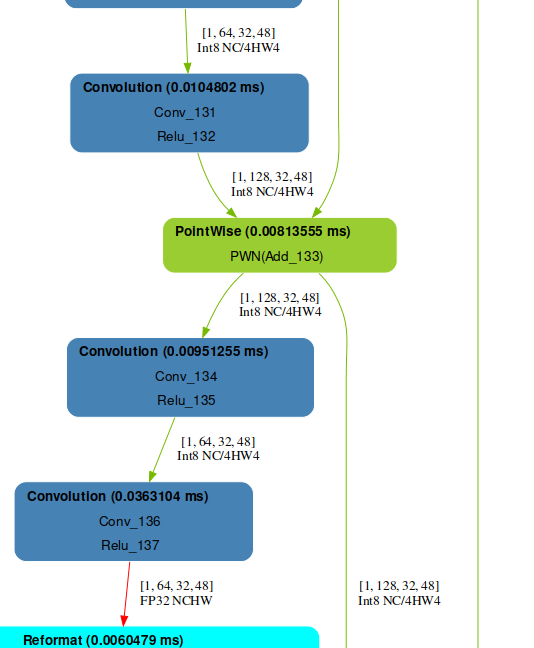 [1, 64, 32, 48]
Int8 NC/4HW4
Convolution (0.0104802 ms)
Conv_131
Relu_132
[1, 128, 32, 48]
Int8 NC/4HW4
PointWise (0.00813555 ms)
PWN(Add_133)
[1, 128, 32, 48]
Int8 NC/4HW4
Convolution (0.00951255 ms)
Conv_134
Relu_135
[1, 64, 32, 48]
Int8 NC/4HW4
Convolution (0.0363104 ms)
Conv_136
Relu_137
[1, 64, 32, 48]
FP32 NCHW
[1, 128, 32, 48]
Int8 NC/4HW4
Reformat (0.0060479 ms)